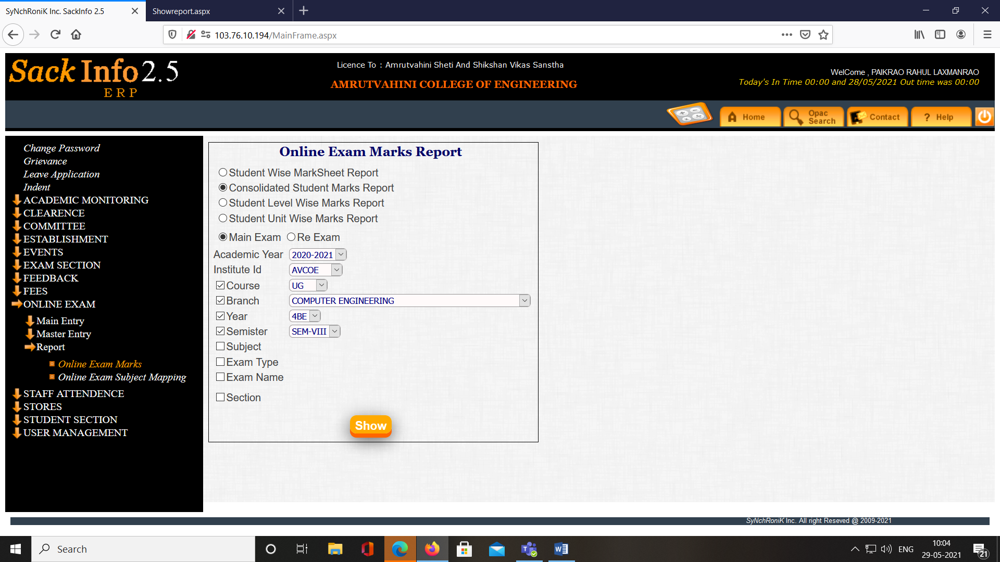 SyNchRoniK Inc. SackInfo 2.5
Showreport.aspx
103.76.10.194/MainFrame.aspx
Sack Info 2.5
ERP
Licence To : Amrutvahini Sheti And Shikshan Vikas Sanstha
AMRUTVAHINI COLLEGE OF ENGINEERING
WelCome , PAIKRAO RAHUL LAXMANRAO
Today's In Time 00:00 and 28/05/2021 Out time was 00:00
Home
Opac Search
Contact
? Help
Change Password
Grievance
Leave Application
Indent
ACADEMIC MONITORING
CLEARENCE
COMMITTEE
ESTABLISHMENT
EVENTS
EXAM SECTION
FEEDBACK
FEES
ONLINE EXAM
Main Entry
Master Entry
Report
Online Exam Marks
Online Exam Subject Mapping
STAFF ATTENDENCE
STORES
STUDENT SECTION
USER MANAGEMENT
Online Exam Marks Report
Student Wise MarkSheet Report
Consolidated Student Marks Report
Student Level Wise Marks Report
Student Unit Wise Marks Report
Main Exam Re Exam
Academic Year 2020-2021
Institute Id AVCOE
Course UG
Branch COMPUTER ENGINEERING
Year 4BE
Semister SEM-VIII
Subject
Exam Type
Exam Name
Section
Show
SyNchRoniK Inc. All right Reseved @ 2009-2021
Search
ENG
10:04
29-05-2021
21